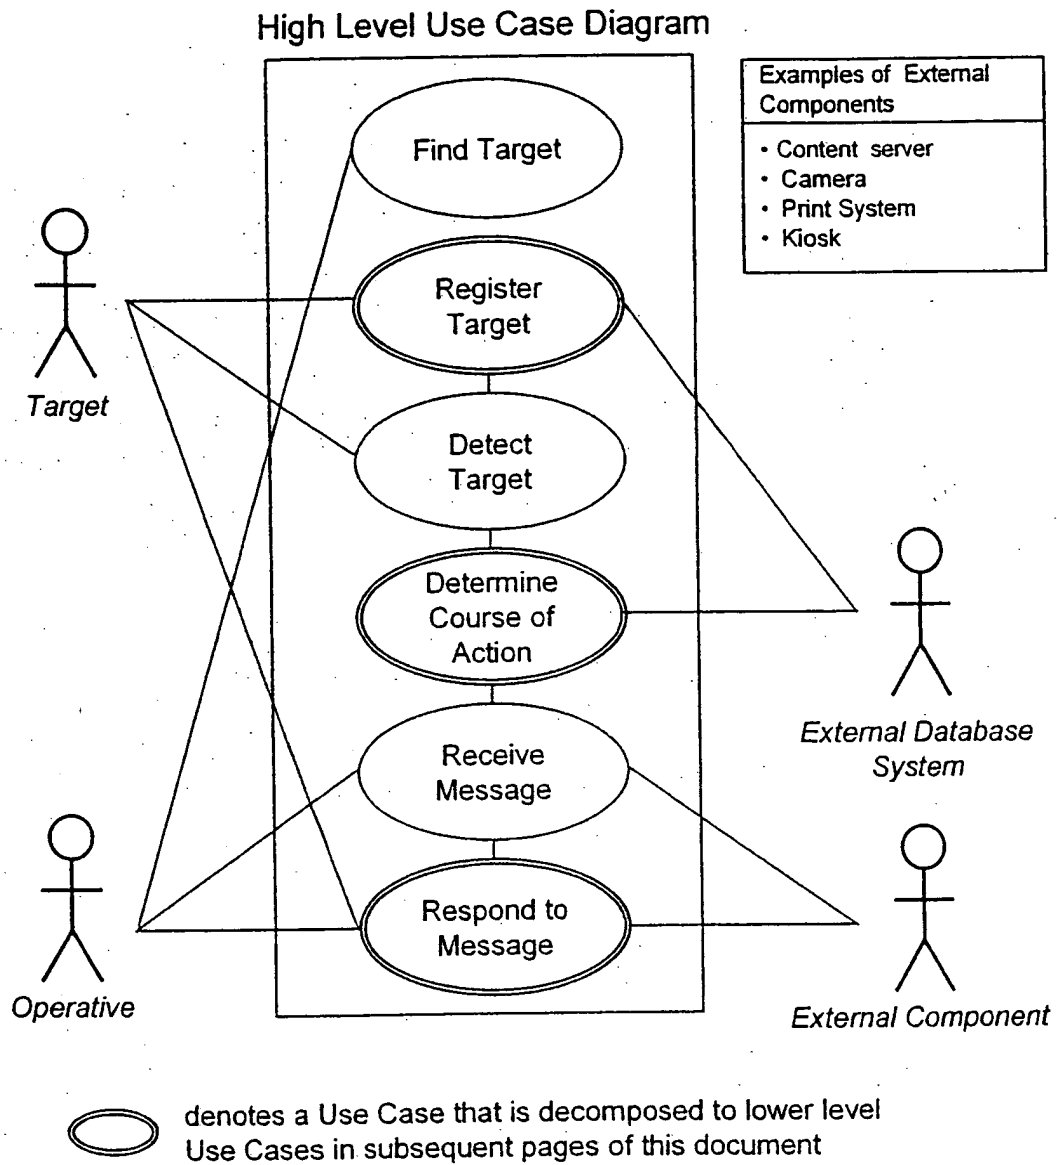 High Level Use Case Diagram
Examples of External
Components
• Content server
• Camera
• Print System
• Kiosk
Find Target
Register
Target
Target
Detect
Target
Determine
Course of
Action
External Database
System
Receive
Message
Respond to
Message
Operative
External Component
denotes a Use Case that is decomposed to lower level
Use Cases in subsequent pages of this document